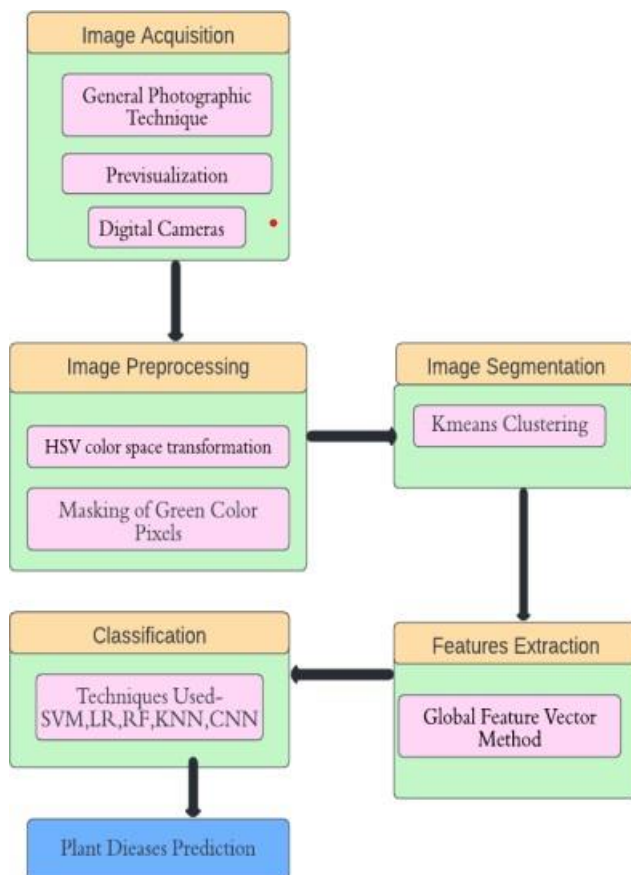 Image Acquisition
General Photographic
Technique
Previsualization
Digital Cameras
Image Preprocessing
HSV color space transformation
Masking of Green Color
Pixels
Image Segmentation
Kmeans Clustering
Features Extraction
Global Feature Vector
Method
Classification
Techniques Used-
SVM,LR,RF,KNN,CNN
Plant Dieases Prediction